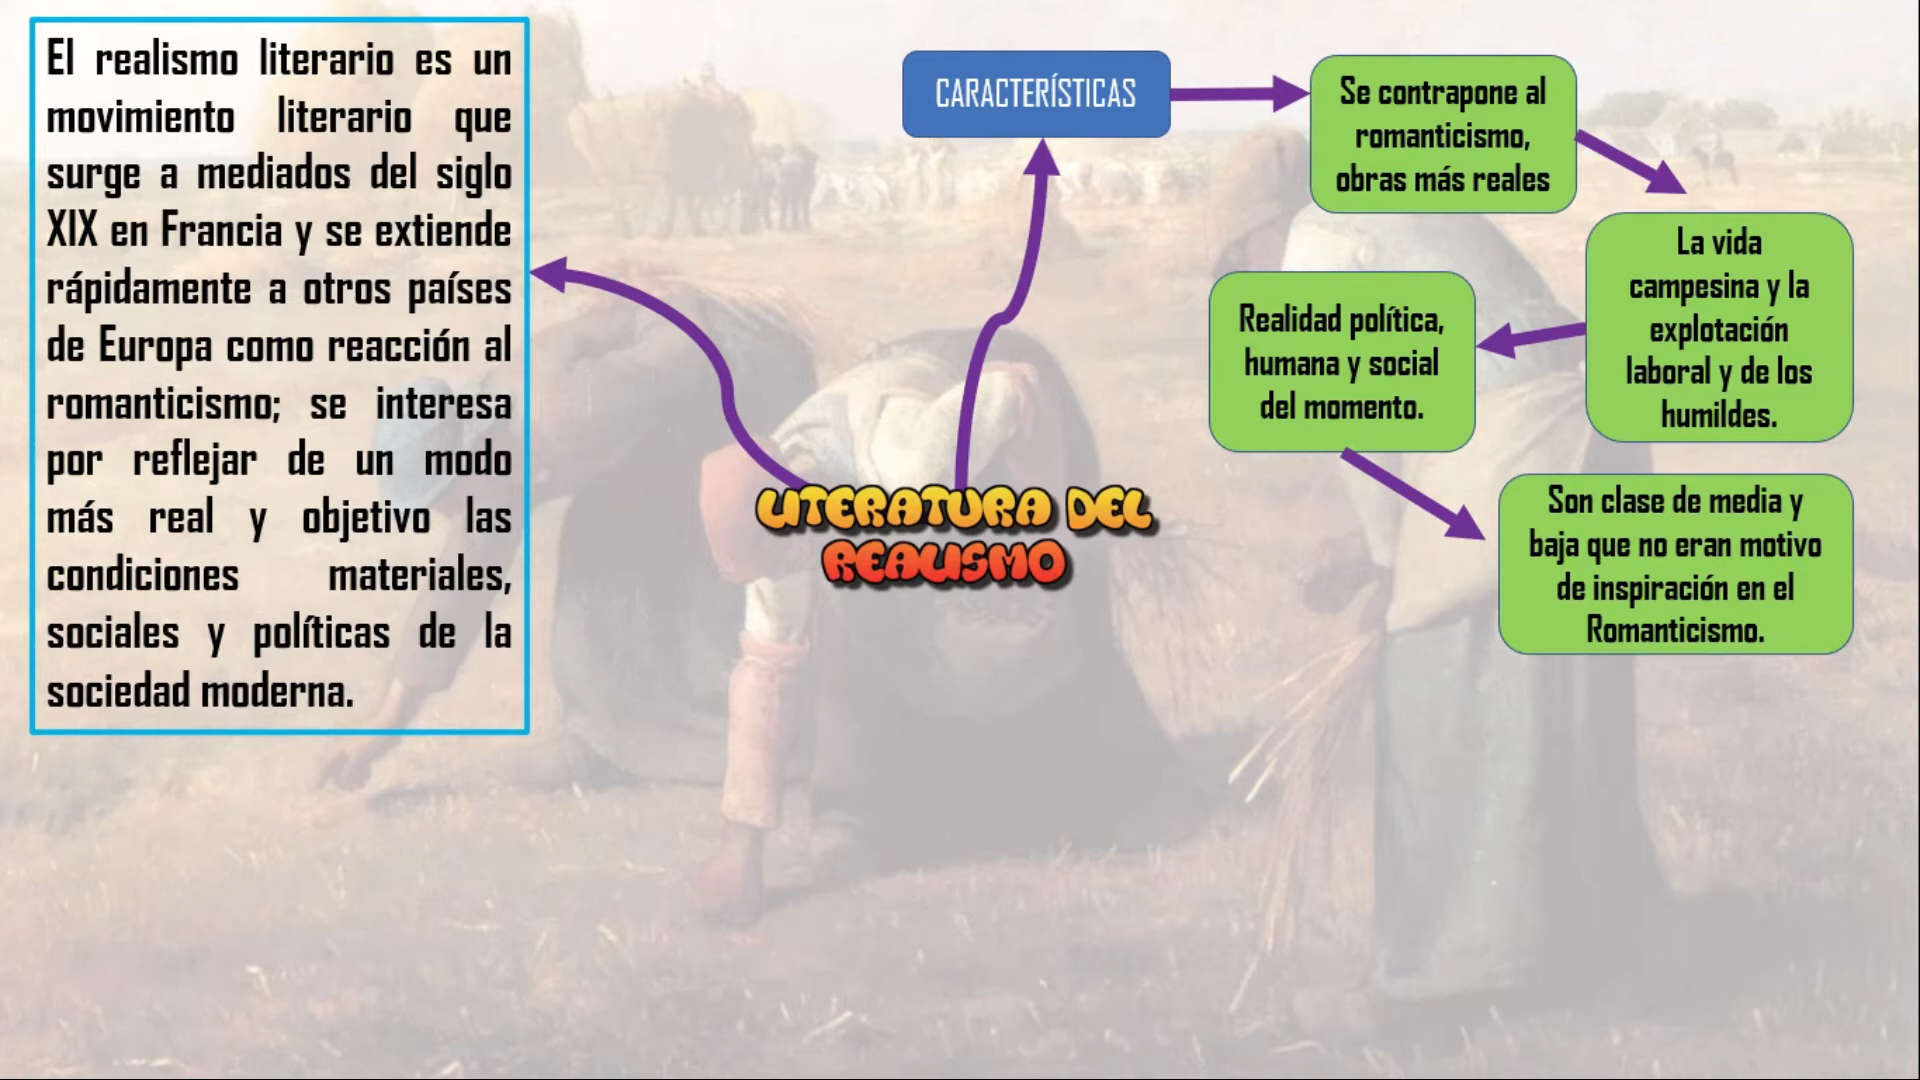 El realismo literario es un
movimiento literario que
surge a mediados del siglo
XIX en Francia y se extiende
rápidamente a otros países
de Europa como reacción al
romanticismo; se interesa
por reflejar de un modo
más real y objetivo las
condiciones materiales,
sociales y políticas de la
sociedad moderna.
LITERATURA DEL
REALISMO
CARACTERÍSTICAS
Se contrapone al
romanticismo,
obras más reales
La vida
campesina y la
explotación
laboral y de los
humildes.
Realidad política,
humana y social
del momento.
Son clase de media y
baja que no eran motivo
de inspiración en el
Romanticismo.